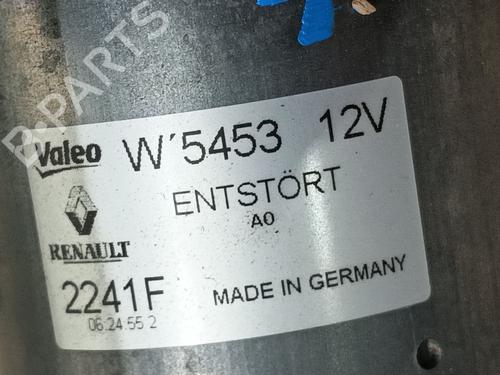 B-PARTS
Valeo W´5453 12V
ENTSTÖRT
A0
RENAULT
2241F MADE IN GERMANY
06:24 55 2